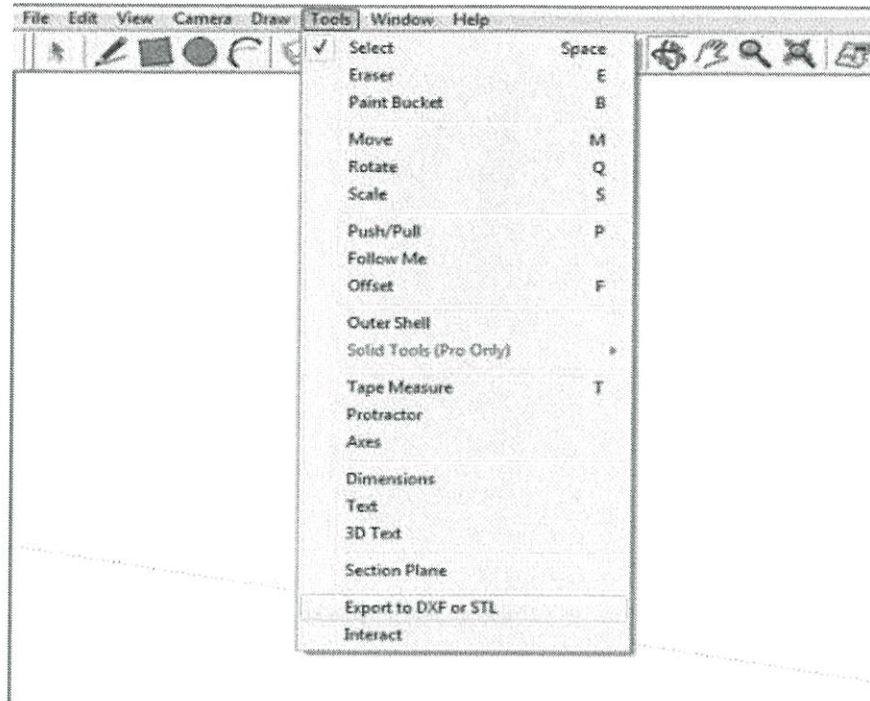 File Edit View Camera Draw Tools Window Help
Select Space
Eraser E
Paint Bucket B
Move M
Rotate Q
Scale S
Push/Pull P
Follow Me
Offset F
Outer Shell
Solid Tools (Pro Only)
Tape Measure T
Protractor
Axes
Dimensions
Text
3D Text
Section Plane
Export to DXF or STL
Interact